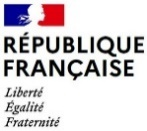 RÉPUBLIQUE
FRANÇAISE
Liberté
Égalité
Fraternité